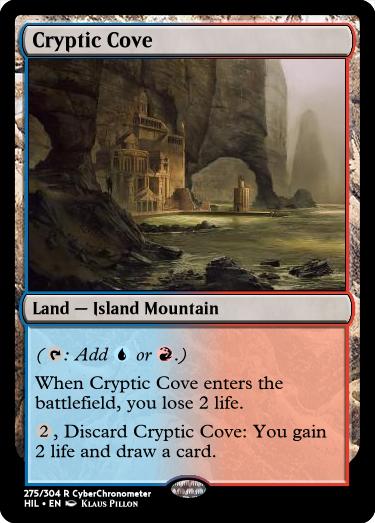 Cryptic Cove
Land — Island Mountain
(: Add or .)
When Cryptic Cove enters the
battlefield, you lose 2 life.
2, Discard Cryptic Cove: You gain
2 life and draw a card.
275/304 R CyberChronometer
HIL • EN Klaus Pillon